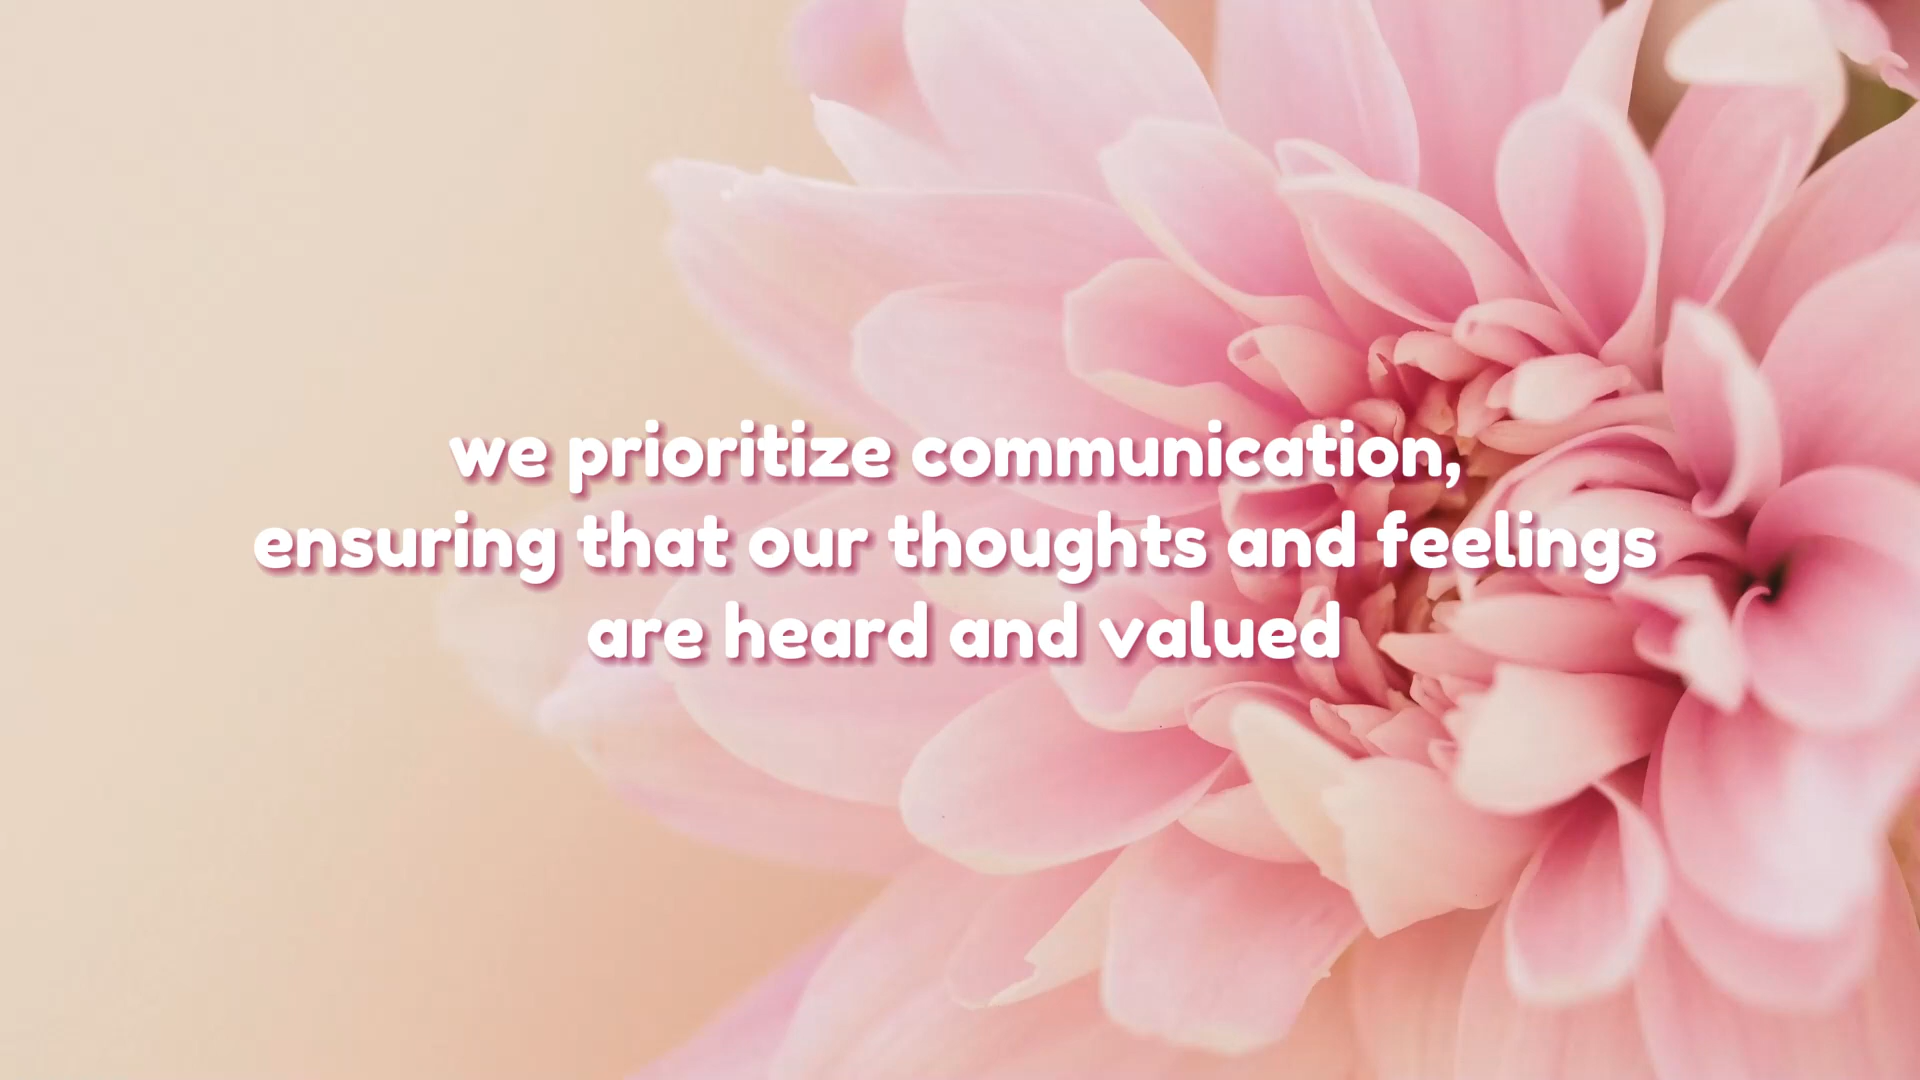 we prioritize communication,
ensuring that our thoughts and feelings
are heard and valued